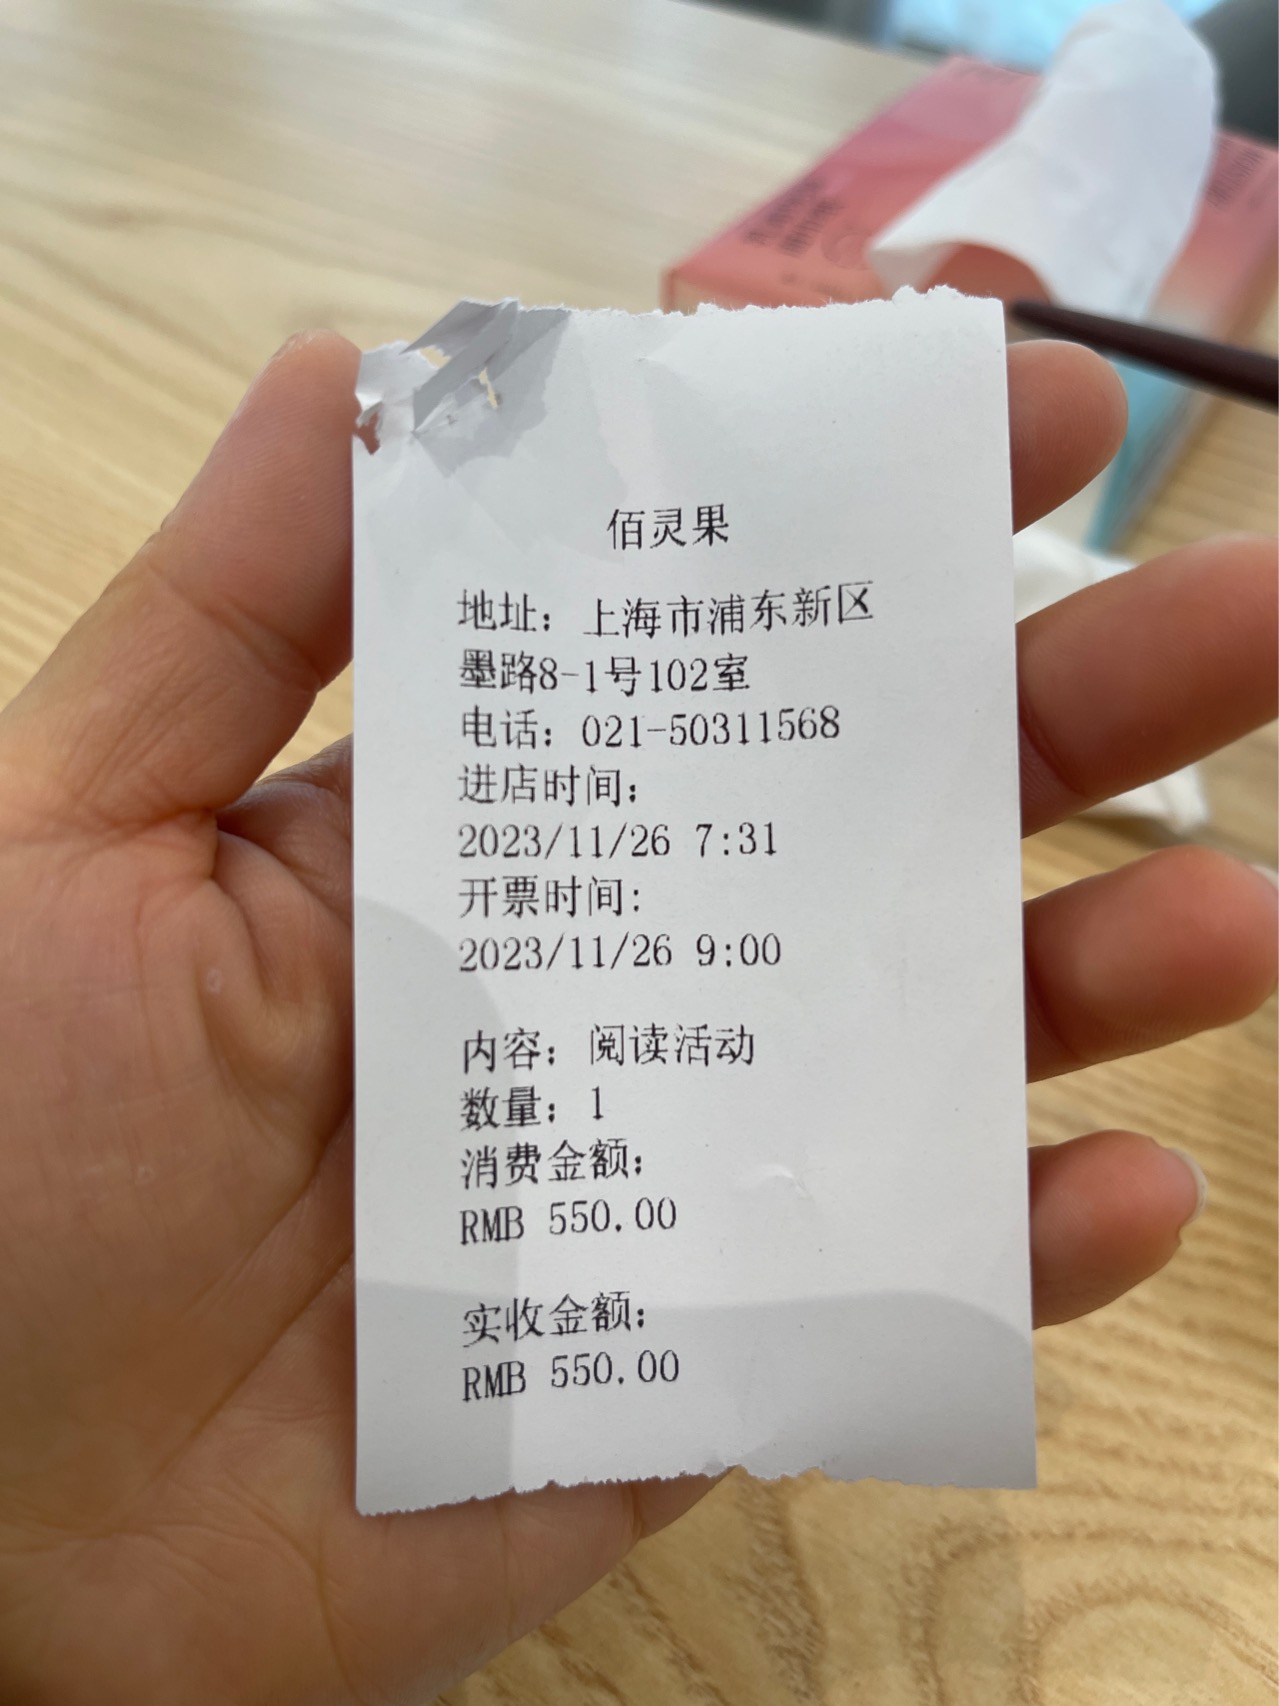 佰灵果
地址：上海市浦东新区
墨路8-1号102室
电话：021-50311568
进店时间：
2023/11/26 7:31
开票时间：
2023/11/26 9:00
内容：阅读活动
数量：1
消费金额：
RMB 550.00
实收金额：
RMB 550.00